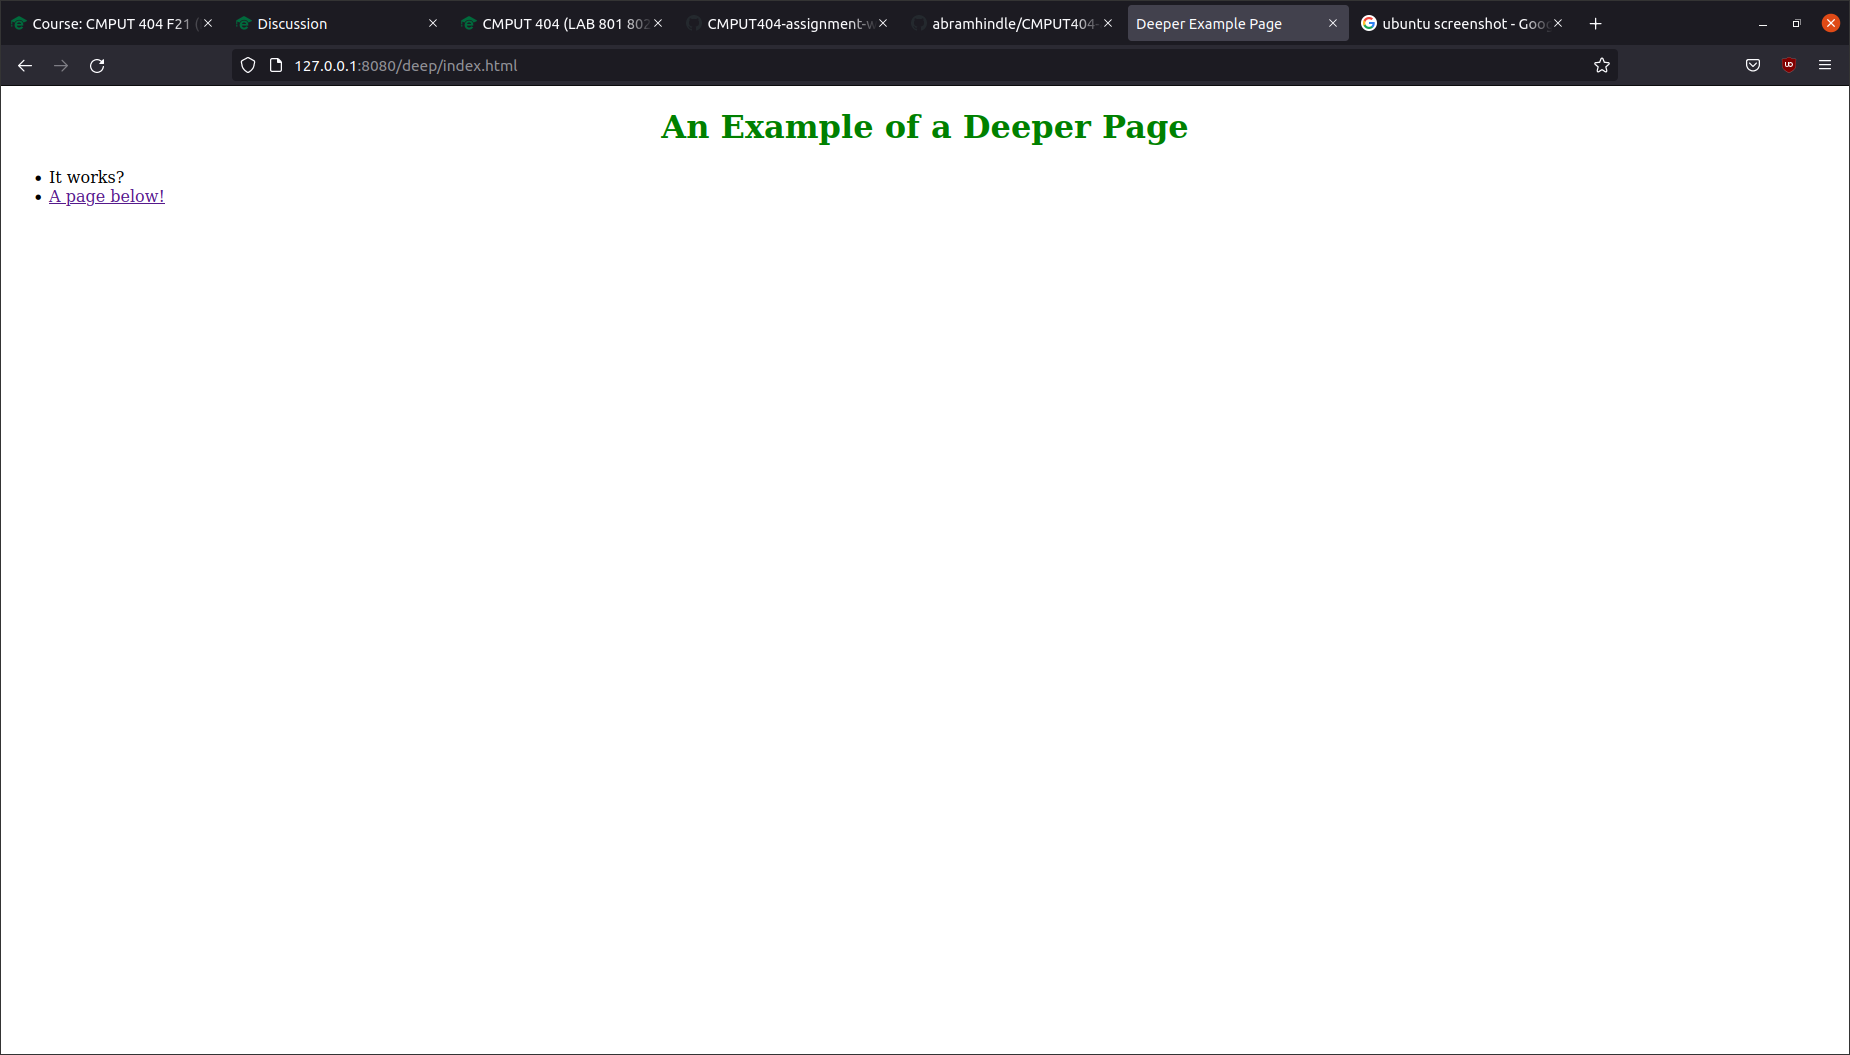 Course: CMPUT 404 F21 (
Discussion
CMPUT 404 (LAB 801 802
CMPUT404-assignment-w
abramhindle/CMPUT404-
Deeper Example Page
ubuntu screenshot - Goog
127.0.0.1:8080/deep/index.html
An Example of a Deeper Page
It works?
A page below!